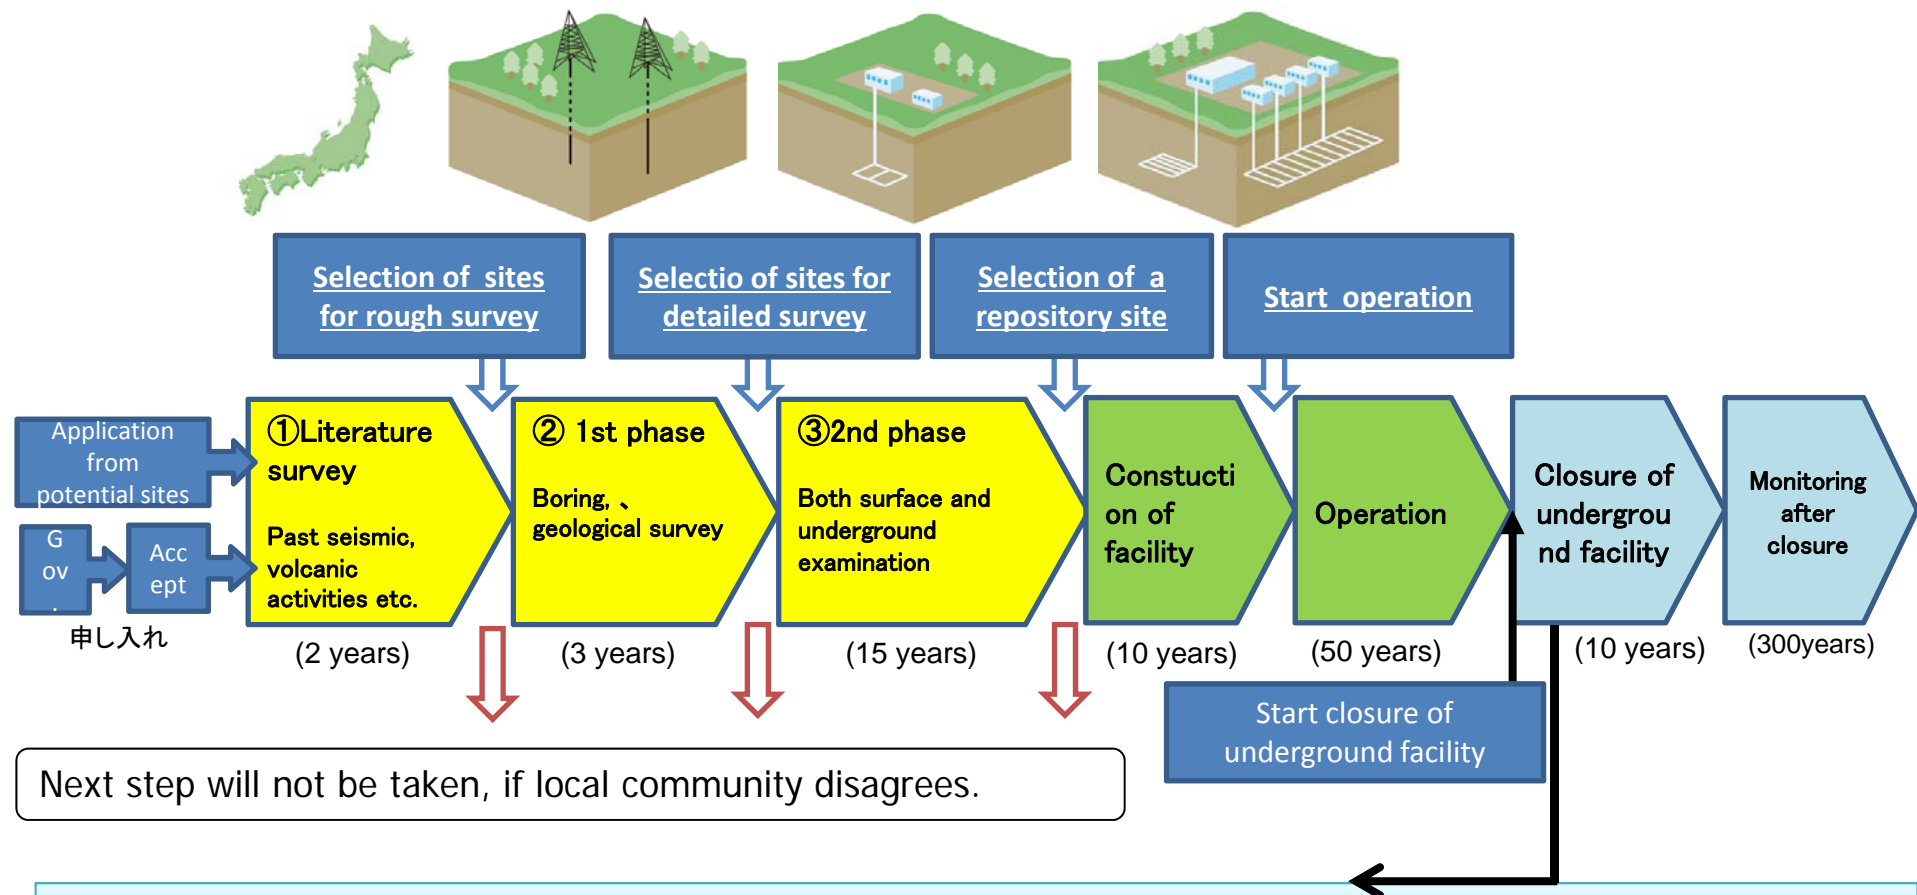 Selection of sites
for rough survey
Selectio of sites for
detailed survey
Selection of a
repository site
Start operation
Application
from
potential sites
G
ov
.
Acc
ept
申し入れ
①Literature
survey
Past seismic,
volcanic
activities etc.
(2 years)
② 1st phase
Boring, 、
geological survey
(3 years)
③2nd phase
Both surface and
underground
examination
(15 years)
Constucti
on of
facility
(10 years)
Operation
(50 years)
Closure of
undergrou
nd facility
(10 years)
Monitoring
after
closure
(300years)
Start closure of
underground facility
Next step will not be taken, if local community disagrees.